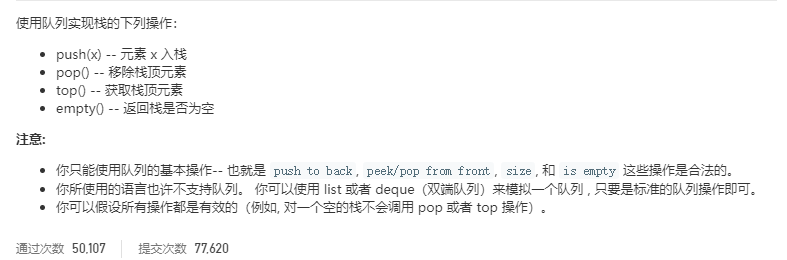 使用队列实现栈的下列操作：
push(x) -- 元素 x 入栈
pop() -- 移除栈顶元素
top() -- 获取栈顶元素
empty() -- 返回栈是否为空
注意:
你只能使用队列的基本操作-- 也就是 push to back, peek/pop from front, size, 和 is empty 这些操作是合法的。
你所使用的语言也许不支持队列。 你可以使用 list 或者 deque（双端队列）来模拟一个队列 , 只要是标准的队列操作即可。
你可以假设所有操作都是有效的（例如, 对一个空的栈不会调用 pop 或者 top 操作）。
通过次数 50,107 提交次数 77,620